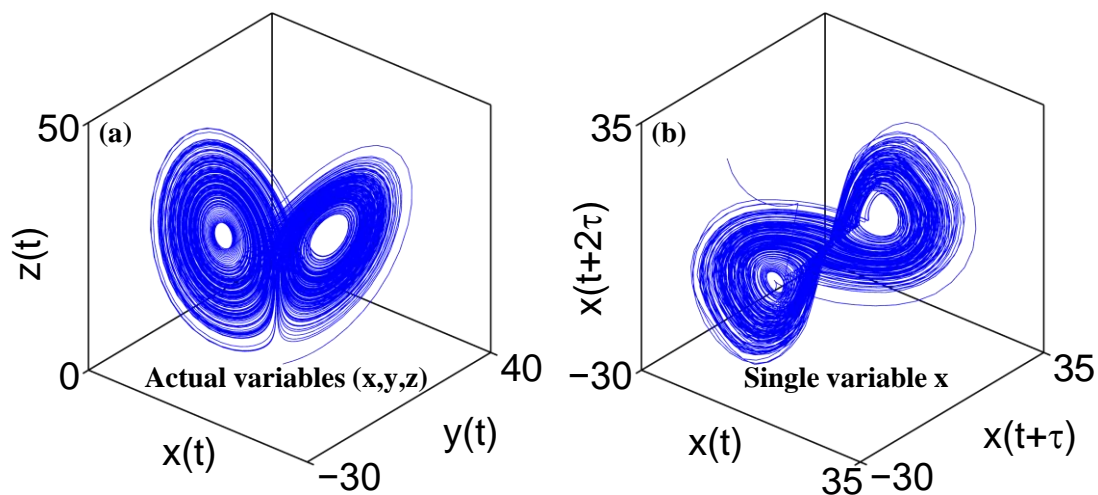 50
(a)
z(t)
0
Actual variables (x,y,z)
40
x(t)
y(t)
−30
35
(b)
x(t+2τ)
−30
Single variable x
35
x(t)
x(t+τ)
35
−30